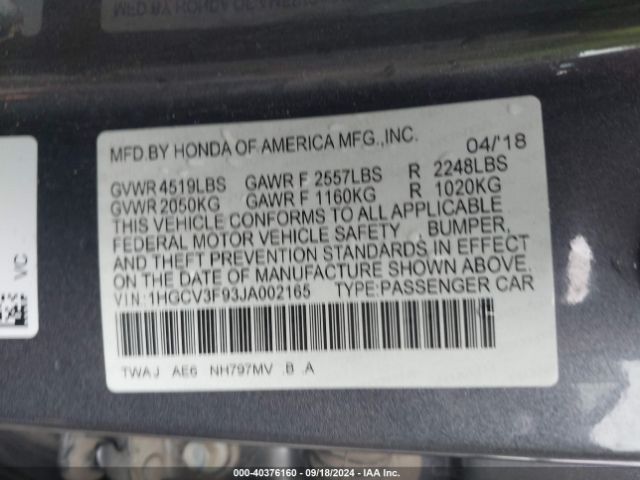 MFD.BY HONDA OF AMERICA MFG.,INC. 04/'18
GVWR 4519LBS GAWR F 2557LBS R 2248LBS
GVWR 2050KG GAWR F 1160KG R 1020KG
THIS VEHICLE CONFORMS TO ALL APPLICABLE
FEDERAL MOTOR VEHICLE SAFETY , BUMPER,
AND THEFT PREVENTION STANDARDS IN EFFECT
ON THE DATE OF MANUFACTURE SHOWN ABOVE.
VIN:1HGCV3F93JA002165 TYPE:PASSENGER CAR
TWAJ AE6 NH797MV .B .A
VC
000-40376160 - 09/18/2024 - IAA Inc.